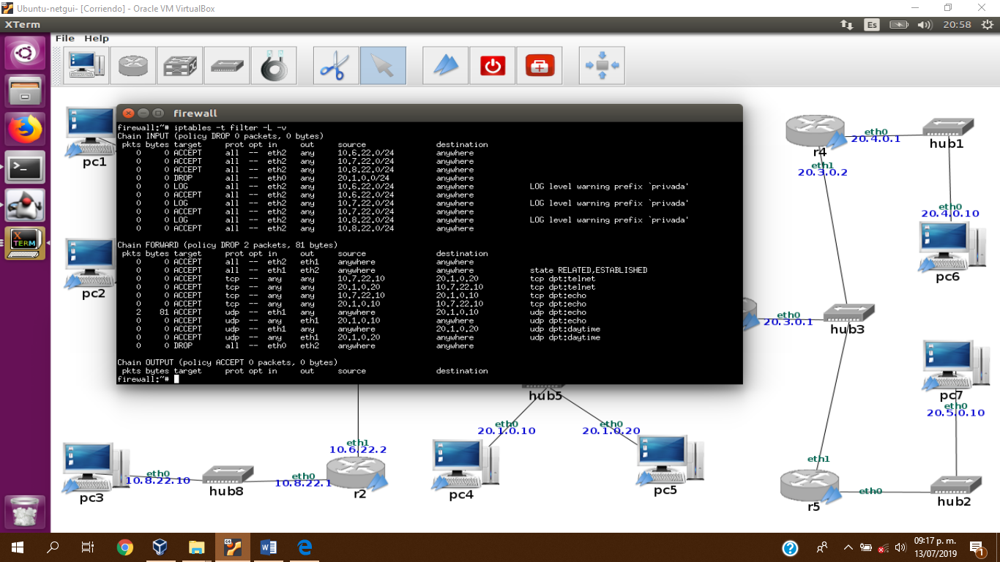 Ubuntu-netgui- [Corriendo] - Oracle VM VirtualBox
XTerm
Es
20:58
File Help
firewall
firewall:~# iptables -t filter -L -v
Chain INPUT (policy DROP 0 packets, 0 bytes)
pkts bytes target prot opt in out source destination
0 0 ACCEPT all -- eth2 any 10.6.22.0/24 anywhere
0 0 ACCEPT all -- eth2 any 10.7.22.0/24 anywhere
0 0 ACCEPT all -- eth2 any 10.8.22.0/24 anywhere
0 0 DROP all -- eth0 any 20.1.0.0/24 anywhere
0 0 LOG all -- eth2 any 10.6.22.0/24 anywhere LOG level warning prefix `privada'
0 0 ACCEPT all -- eth2 any 10.6.22.0/24 anywhere
0 0 LOG all -- eth2 any 10.7.22.0/24 anywhere LOG level warning prefix `privada'
0 0 ACCEPT all -- eth2 any 10.7.22.0/24 anywhere
0 0 LOG all -- eth2 any 10.8.22.0/24 anywhere LOG level warning prefix `privada'
0 0 ACCEPT all -- eth2 any 10.8.22.0/24 anywhere
Chain FORWARD (policy DROP 2 packets, 81 bytes)
pkts bytes target prot opt in out source destination
0 0 ACCEPT all -- eth2 eth1 anywhere anywhere
0 0 ACCEPT all -- eth1 eth2 anywhere anywhere state RELATED,ESTABLISHED
0 0 ACCEPT tcp -- any any 10.7.22.10 20.1.0.20 tcp dpt:telnet
0 0 ACCEPT tcp -- any any 20.1.0.20 10.7.22.10 tcp dpt:telnet
0 0 ACCEPT tcp -- any any 10.7.22.10 20.1.0.10 tcp dpt:echo
0 0 ACCEPT tcp -- any any 20.1.0.10 10.7.22.10 tcp dpt:echo
2 81 ACCEPT udp -- eth1 any anywhere 20.1.0.10 udp dpt:echo
0 0 ACCEPT udp -- any eth1 20.1.0.10 anywhere udp dpt:echo
0 0 ACCEPT udp -- eth1 any anywhere 20.1.0.20 udp dpt:daytime
0 0 ACCEPT udp -- any eth1 20.1.0.20 anywhere udp dpt:daytime
0 0 DROP all -- eth0 eth2 anywhere anywhere
Chain OUTPUT (policy ACCEPT 0 packets, 0 bytes)
pkts bytes target prot opt in out source destination
firewall:~#
pc1
pc2
r4
eth0
20.4.0.1
hub1
eth1
20.3.0.2
eth0
20.4.0.10
pc6
eth0
20.3.0.1
hub3
pc7
eth0
20.5.0.10
hub5
eth0
20.1.0.10
eth0
20.1.0.20
eth1
10.6.22.2
pc3
eth0
10.8.22.10
hub8
eth0
10.8.22.1
r2
pc4
pc5
eth1
r5
eth0
hub2
X
TERM
64
W
09:17 p. m.
13/07/2019
1